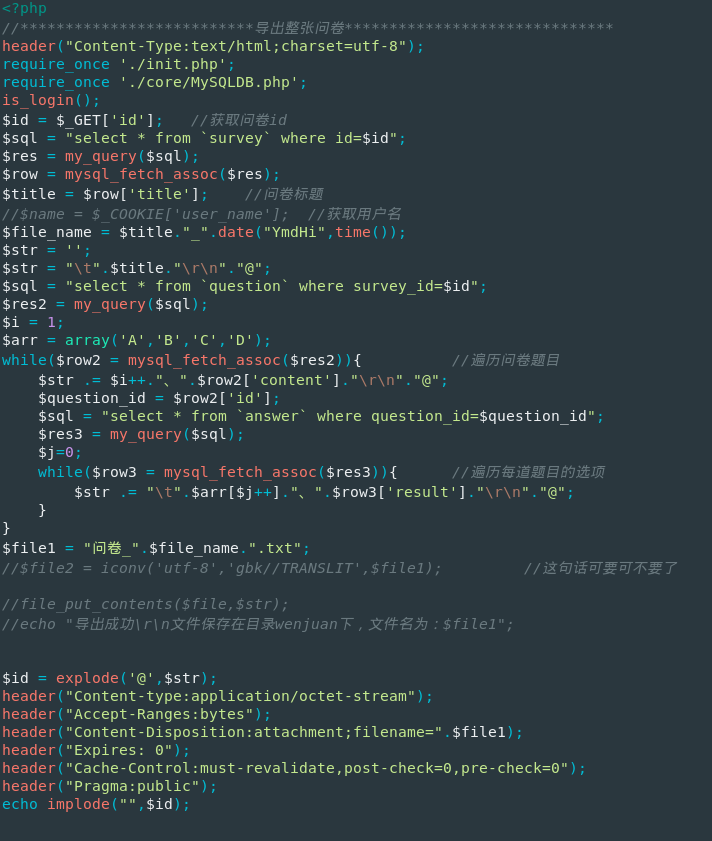 <?php
//**************************导出整张问卷******************************
header("Content-Type:text/html;charset=utf-8");
require_once './init.php';
require_once './core/MySQLDB.php';
is_login();
$id = $_GET['id'];   //获取问卷id
$sql = "select * from `survey` where id=$id";
$res = my_query($sql);
$row = mysql_fetch_assoc($res);
$title = $row['title'];    //问卷标题
//$name = $_COOKIE['user_name'];  //获取用户名
$file_name = $title."_".date("YmdHi",time());
$str = '';
$str = "\t".$title."\r\n"."@";
$sql = "select * from `question` where survey_id=$id";
$res2 = my_query($sql);
$i = 1;
$arr = array('A','B','C','D');
while($row2 = mysql_fetch_assoc($res2)){          //遍历问卷题目
    $str .= $i++."、".$row2['content']."\r\n"."@";
    $question_id = $row2['id'];
    $sql = "select * from `answer` where question_id=$question_id";
    $res3 = my_query($sql);
    $j=0;
    while($row3 = mysql_fetch_assoc($res3)){      //遍历每道题目的选项
        $str .= "\t".$arr[$j++]."、".$row3['result']."\r\n"."@";
    }
}
$file1 = "问卷_".$file_name.".txt";
//$file2 = iconv('utf-8','gbk//TRANSLIT',$file1);         //这句话可要可不要了
//file_put_contents($file,$str);
//echo "导出成功\r\n文件保存在目录wenjuan下，文件名为：$file1";
$id = explode('@',$str);
header("Content-type:application/octet-stream");
header("Accept-Ranges:bytes");
header("Content-Disposition:attachment;filename=".$file1);
header("Expires: 0");
header("Cache-Control:must-revalidate,post-check=0,pre-check=0");
header("Pragma:public");
echo implode("",$id);